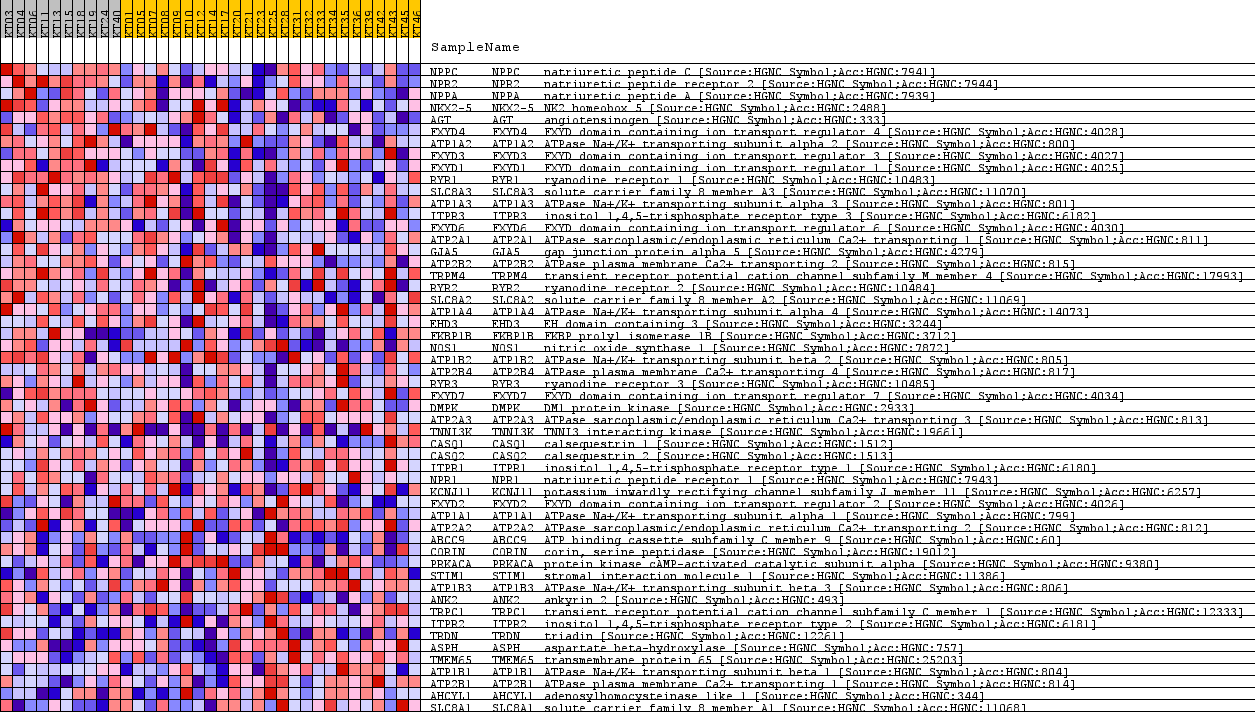 KT03 KT04 KT06 KT11 KT13 KT15 KT18 KT19 KT24 KT40 KT01 KT05 KT07 KT08 KT09 KT10 KT12 KT14 KT17 KT20 KT21 KT23 KT25 KT28 KT31 KT32 KT33 KT34 KT35 KT36 KT39 KT42 KT43 KT45 KT46
SampleName
NPPC NPPC natriuretic peptide C [Source:HGNC Symbol;Acc:HGNC:7941]
NPR2 NPR2 natriuretic peptide receptor 2 [Source:HGNC Symbol;Acc:HGNC:7944]
NPPA NPPA natriuretic peptide A [Source:HGNC Symbol;Acc:HGNC:7939]
NKX2-5 NKX2-5 NK2 homeobox 5 [Source:HGNC Symbol;Acc:HGNC:2488]
AGT AGT angiotensinogen [Source:HGNC Symbol;Acc:HGNC:333]
FXYD4 FXYD4 FXYD domain containing ion transport regulator 4 [Source:HGNC Symbol;Acc:HGNC:4028]
ATP1A2 ATP1A2 ATPase Na+/K+ transporting subunit alpha 2 [Source:HGNC Symbol;Acc:HGNC:800]
FXYD3 FXYD3 FXYD domain containing ion transport regulator 3 [Source:HGNC Symbol;Acc:HGNC:4027]
FXYD1 FXYD1 FXYD domain containing ion transport regulator 1 [Source:HGNC Symbol;Acc:HGNC:4025]
RYR1 RYR1 ryanodine receptor 1 [Source:HGNC Symbol;Acc:HGNC:10483]
SLC8A3 SLC8A3 solute carrier family 8 member A3 [Source:HGNC Symbol;Acc:HGNC:11070]
ATP1A3 ATP1A3 ATPase Na+/K+ transporting subunit alpha 3 [Source:HGNC Symbol;Acc:HGNC:801]
ITPR3 ITPR3 inositol 1,4,5-trisphosphate receptor type 3 [Source:HGNC Symbol;Acc:HGNC:6182]
FXYD6 FXYD6 FXYD domain containing ion transport regulator 6 [Source:HGNC Symbol;Acc:HGNC:4030]
ATP2A1 ATP2A1 ATPase sarcoplasmic/endoplasmic reticulum Ca2+ transporting 1 [Source:HGNC Symbol;Acc:HGNC:811]
GJA5 GJA5 gap junction protein alpha 5 [Source:HGNC Symbol;Acc:HGNC:4279]
ATP2B2 ATP2B2 ATPase plasma membrane Ca2+ transporting 2 [Source:HGNC Symbol;Acc:HGNC:815]
TRPM4 TRPM4 transient receptor potential cation channel subfamily M member 4 [Source:HGNC Symbol;Acc:HGNC:17993]
RYR2 RYR2 ryanodine receptor 2 [Source:HGNC Symbol;Acc:HGNC:10484]
SLC8A2 SLC8A2 solute carrier family 8 member A2 [Source:HGNC Symbol;Acc:HGNC:11069]
ATP1A4 ATP1A4 ATPase Na+/K+ transporting subunit alpha 4 [Source:HGNC Symbol;Acc:HGNC:14073]
EHD3 EHD3 EH domain containing 3 [Source:HGNC Symbol;Acc:HGNC:3244]
FKBP1B FKBP1B FKBP prolyl isomerase 1B [Source:HGNC Symbol;Acc:HGNC:3712]
NOS1 NOS1 nitric oxide synthase 1 [Source:HGNC Symbol;Acc:HGNC:7872]
ATP1B2 ATP1B2 ATPase Na+/K+ transporting subunit beta 2 [Source:HGNC Symbol;Acc:HGNC:805]
ATP2B4 ATP2B4 ATPase plasma membrane Ca2+ transporting 4 [Source:HGNC Symbol;Acc:HGNC:817]
RYR3 RYR3 ryanodine receptor 3 [Source:HGNC Symbol;Acc:HGNC:10485]
FXYD7 FXYD7 FXYD domain containing ion transport regulator 7 [Source:HGNC Symbol;Acc:HGNC:4034]
DMPK DMPK DM1 protein kinase [Source:HGNC Symbol;Acc:HGNC:2933]
ATP2A3 ATP2A3 ATPase sarcoplasmic/endoplasmic reticulum Ca2+ transporting 3 [Source:HGNC Symbol;Acc:HGNC:813]
TNNI3K TNNI3K TNNI3 interacting kinase [Source:HGNC Symbol;Acc:HGNC:19661]
CASQ1 CASQ1 calsequestrin 1 [Source:HGNC Symbol;Acc:HGNC:1512]
CASQ2 CASQ2 calsequestrin 2 [Source:HGNC Symbol;Acc:HGNC:1513]
ITPR1 ITPR1 inositol 1,4,5-trisphosphate receptor type 1 [Source:HGNC Symbol;Acc:HGNC:6180]
NPR1 NPR1 natriuretic peptide receptor 1 [Source:HGNC Symbol;Acc:HGNC:7943]
KCNJ11 KCNJ11 potassium inwardly rectifying channel subfamily J member 11 [Source:HGNC Symbol;Acc:HGNC:6257]
FXYD2 FXYD2 FXYD domain containing ion transport regulator 2 [Source:HGNC Symbol;Acc:HGNC:4026]
ATP1A1 ATP1A1 ATPase Na+/K+ transporting subunit alpha 1 [Source:HGNC Symbol;Acc:HGNC:799]
ATP2A2 ATP2A2 ATPase sarcoplasmic/endoplasmic reticulum Ca2+ transporting 2 [Source:HGNC Symbol;Acc:HGNC:812]
ABCC9 ABCC9 ATP binding cassette subfamily C member 9 [Source:HGNC Symbol;Acc:HGNC:60]
CORIN CORIN corin, serine peptidase [Source:HGNC Symbol;Acc:HGNC:19012]
PRKACA PRKACA protein kinase cAMP-activated catalytic subunit alpha [Source:HGNC Symbol;Acc:HGNC:9380]
STIM1 STIM1 stromal interaction molecule 1 [Source:HGNC Symbol;Acc:HGNC:11386]
ATP1B3 ATP1B3 ATPase Na+/K+ transporting subunit beta 3 [Source:HGNC Symbol;Acc:HGNC:806]
ANK2 ANK2 ankyrin 2 [Source:HGNC Symbol;Acc:HGNC:493]
TRPC1 TRPC1 transient receptor potential cation channel subfamily C member 1 [Source:HGNC Symbol;Acc:HGNC:12333]
ITPR2 ITPR2 inositol 1,4,5-trisphosphate receptor type 2 [Source:HGNC Symbol;Acc:HGNC:6181]
TRDN TRDN triadin [Source:HGNC Symbol;Acc:HGNC:12261]
ASPH ASPH aspartate beta-hydroxylase [Source:HGNC Symbol;Acc:HGNC:757]
TMEM65 TMEM65 transmembrane protein 65 [Source:HGNC Symbol;Acc:HGNC:25203]
ATP1B1 ATP1B1 ATPase Na+/K+ transporting subunit beta 1 [Source:HGNC Symbol;Acc:HGNC:804]
ATP2B1 ATP2B1 ATPase plasma membrane Ca2+ transporting 1 [Source:HGNC Symbol;Acc:HGNC:814]
AHCYL1 AHCYL1 adenosylhomocysteinase like 1 [Source:HGNC Symbol;Acc:HGNC:344]
SLC8A1 SLC8A1 solute carrier family 8 member A1 [Source:HGNC Symbol;Acc:HGNC:11068]